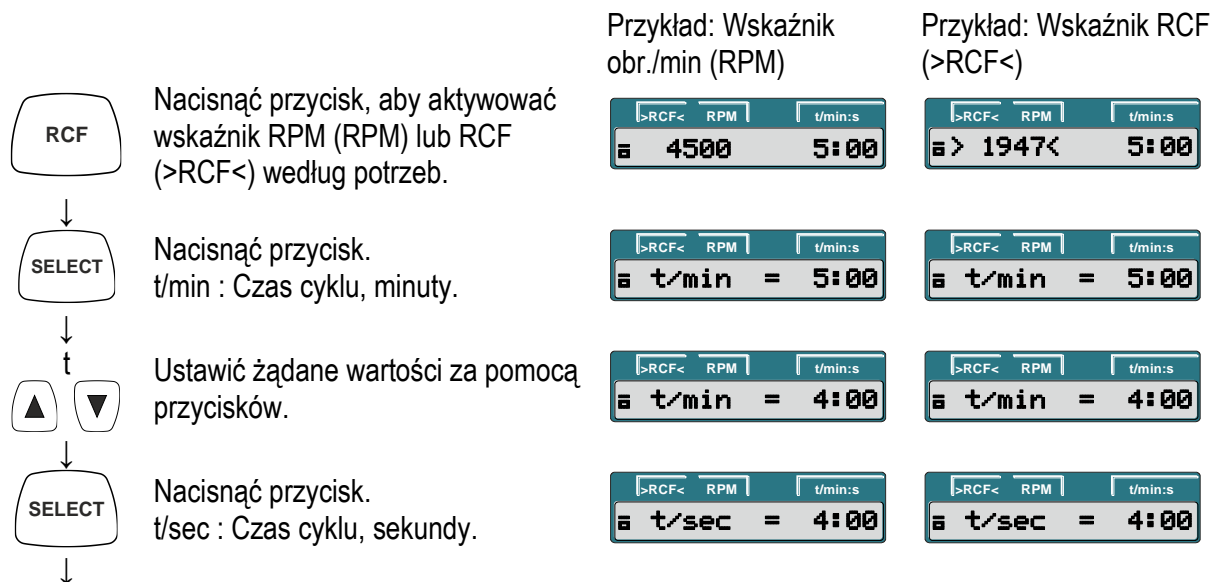 Przykład: Wskaźnik
obr./min (RPM)
Przykład: Wskaźnik RCF
(>RCF<)
RCF
Nacisnąć przycisk, aby aktywować
wskaźnik RPM (RPM) lub RCF
(>RCF<) według potrzeb.
>RCF< RPM t/min:s
4500 5:00
>RCF< RPM t/min:s
> 1947< 5:00
↓
SELECT
Nacisnąć przycisk.
t/min : Czas cyklu, minuty.
>RCF< RPM t/min:s
t/min = 5:00
>RCF< RPM t/min:s
t/min = 5:00
↓
t
▲ ▼
Ustawić żądane wartości za pomocą
przycisków.
>RCF< RPM t/min:s
t/min = 4:00
>RCF< RPM t/min:s
t/min = 4:00
↓
SELECT
Nacisnąć przycisk.
t/sec : Czas cyklu, sekundy.
>RCF< RPM t/min:s
t/sec = 4:00
>RCF< RPM t/min:s
t/sec = 4:00
↓